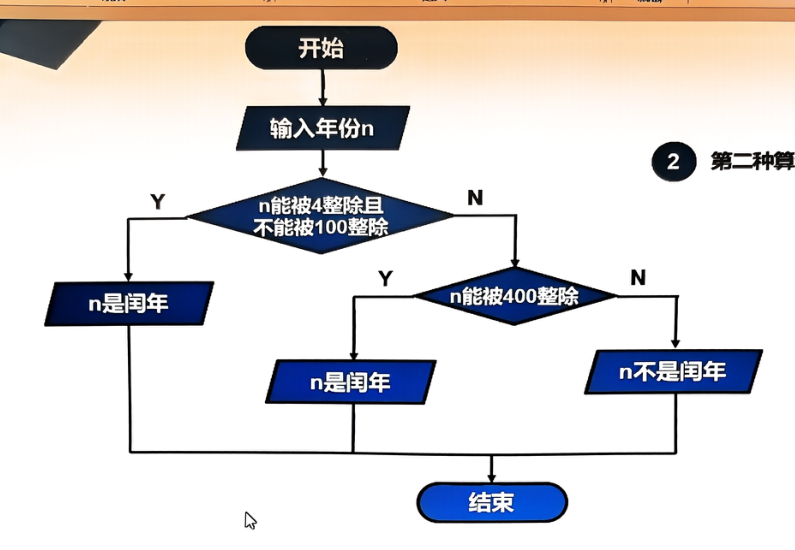 开始
输入年份n
2 第二种算
Y
N
n能被4整除且
不能被100整除
Y
N
n是闰年
n能被400整除
n是闰年
n不是闰年
结束